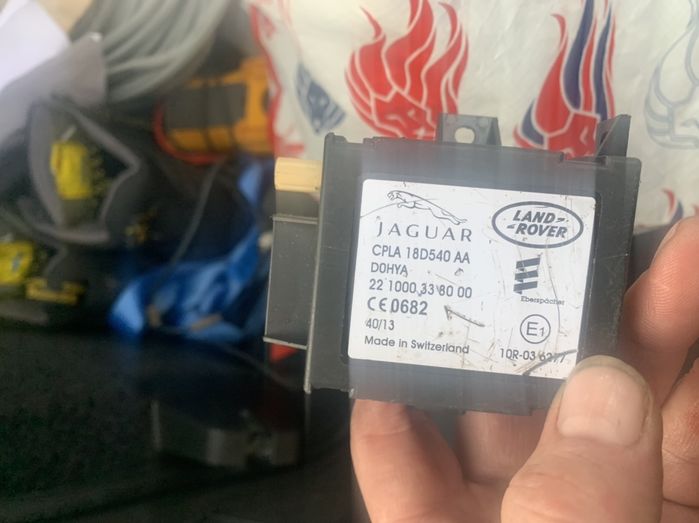 JAGUAR
LAND-
-ROVER
CPLA 18D540 AA
D0HYA
22 1000 33 80 00
Eberspächer
CE 0682
E1
40/13
Made in Switzerland